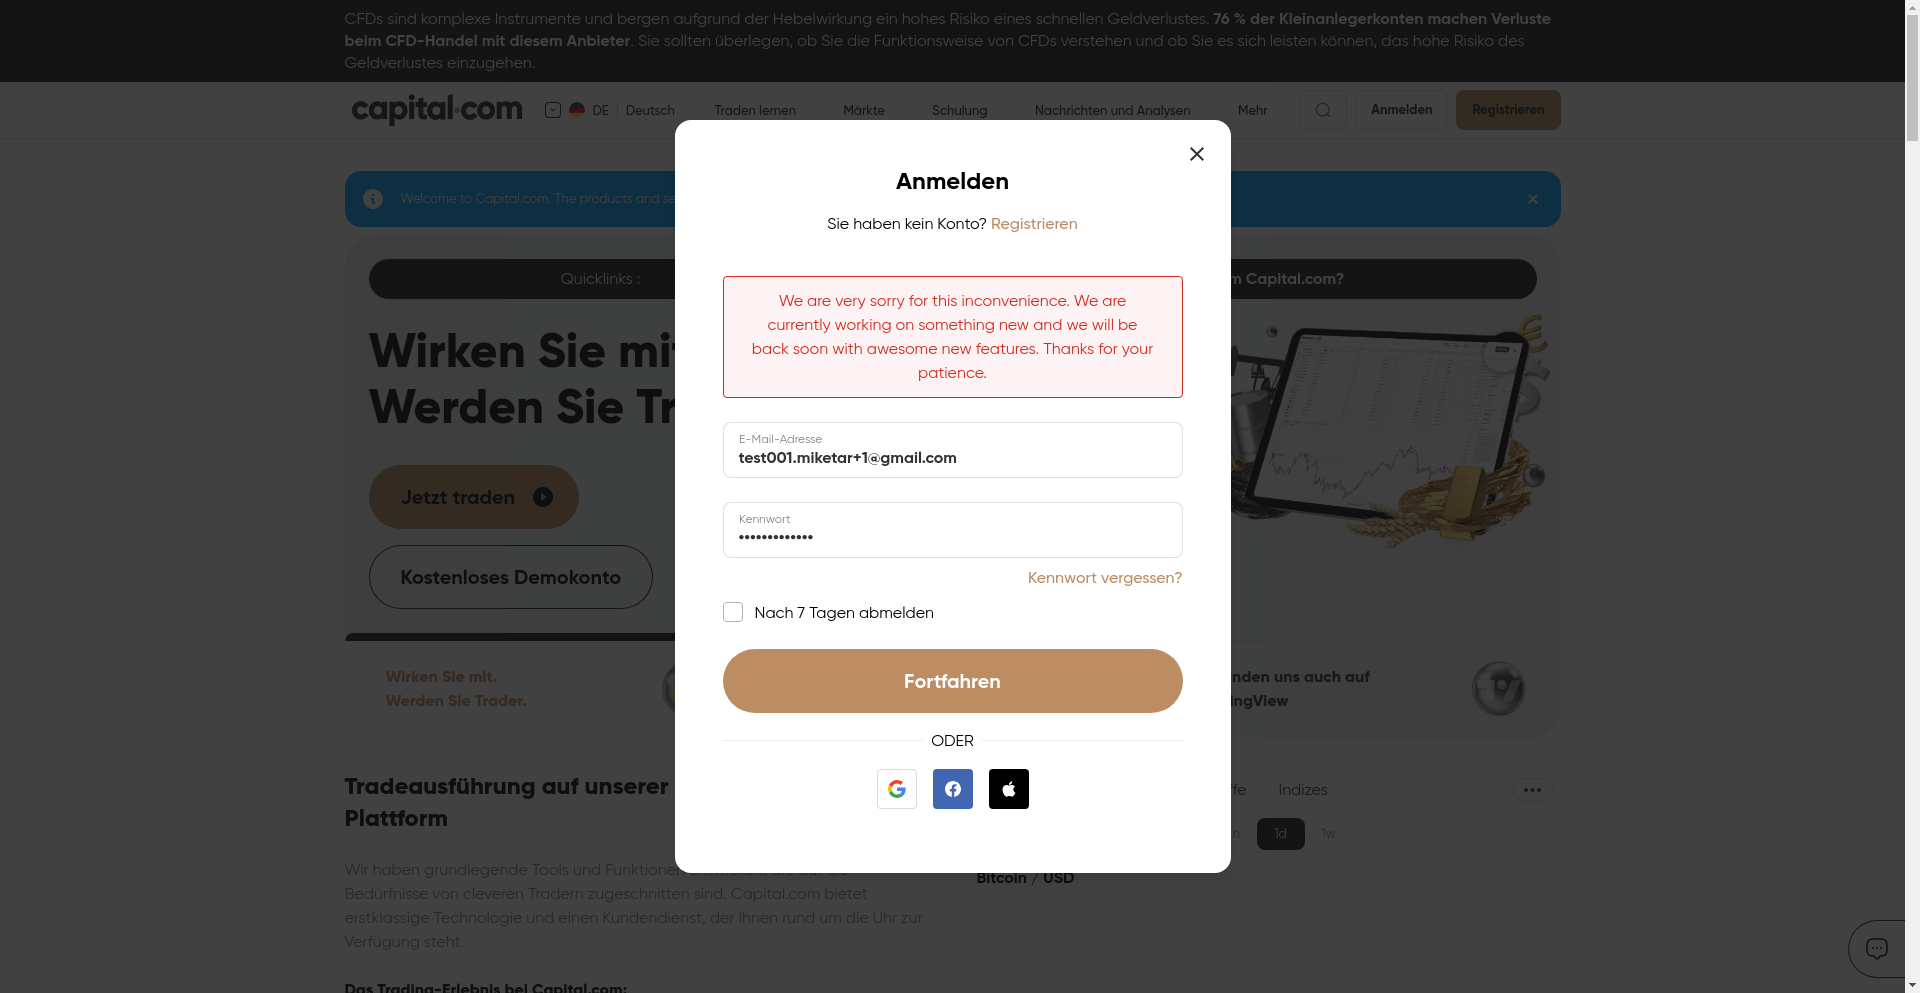 CFDs sind komplexe Instrumente und bergen aufgrund der Hebelwirkung ein hohes Risiko eines schnellen Geldverlustes. 76 % der Kleinanlegerkonten machen Verluste
beim CFD-Handel mit diesem Anbieter. Sie sollten überlegen, ob Sie die Funktionsweise von CFDs verstehen und ob Sie es sich leisten können, das hohe Risiko des
Geldverlustes einzugehen.
capital.com
DE Deutsch Traden lernen Märkte Schulung Nachrichten und Analysen Mehr Anmelden Registrieren
Welcome to Capital.com. The products and se
Quicklinks :
m Capital.com?
Wirken Sie mit
Werden Sie Tr
Jetzt traden
Kostenloses Demokonto
Wirken Sie mit.
Werden Sie Trader.
nden uns auch auf
ingView
Anmelden
Sie haben kein Konto? Registrieren
We are very sorry for this inconvenience. We are
currently working on something new and we will be
back soon with awesome new features. Thanks for your
patience.
E-Mail-Adresse
test001.miketar+1@gmail.com
Kennwort
•••••••••••••
Kennwort vergessen?
Nach 7 Tagen abmelden
Fortfahren
ODER
Tradeausführung auf unserer
Plattform
Wir haben grundlegende Tools und Funktionen
Bedürfnisse von cleveren Tradern zugeschnitten sind. Capital.com bietet
erstklassige Technologie und einen Kundendienst, der Ihnen rund um die Uhr zur
Verfügung steht.
Das Trading-Erlebnis bei Capital.com:
ffe Indizes
h 1d 1w
Bitcoin / USD